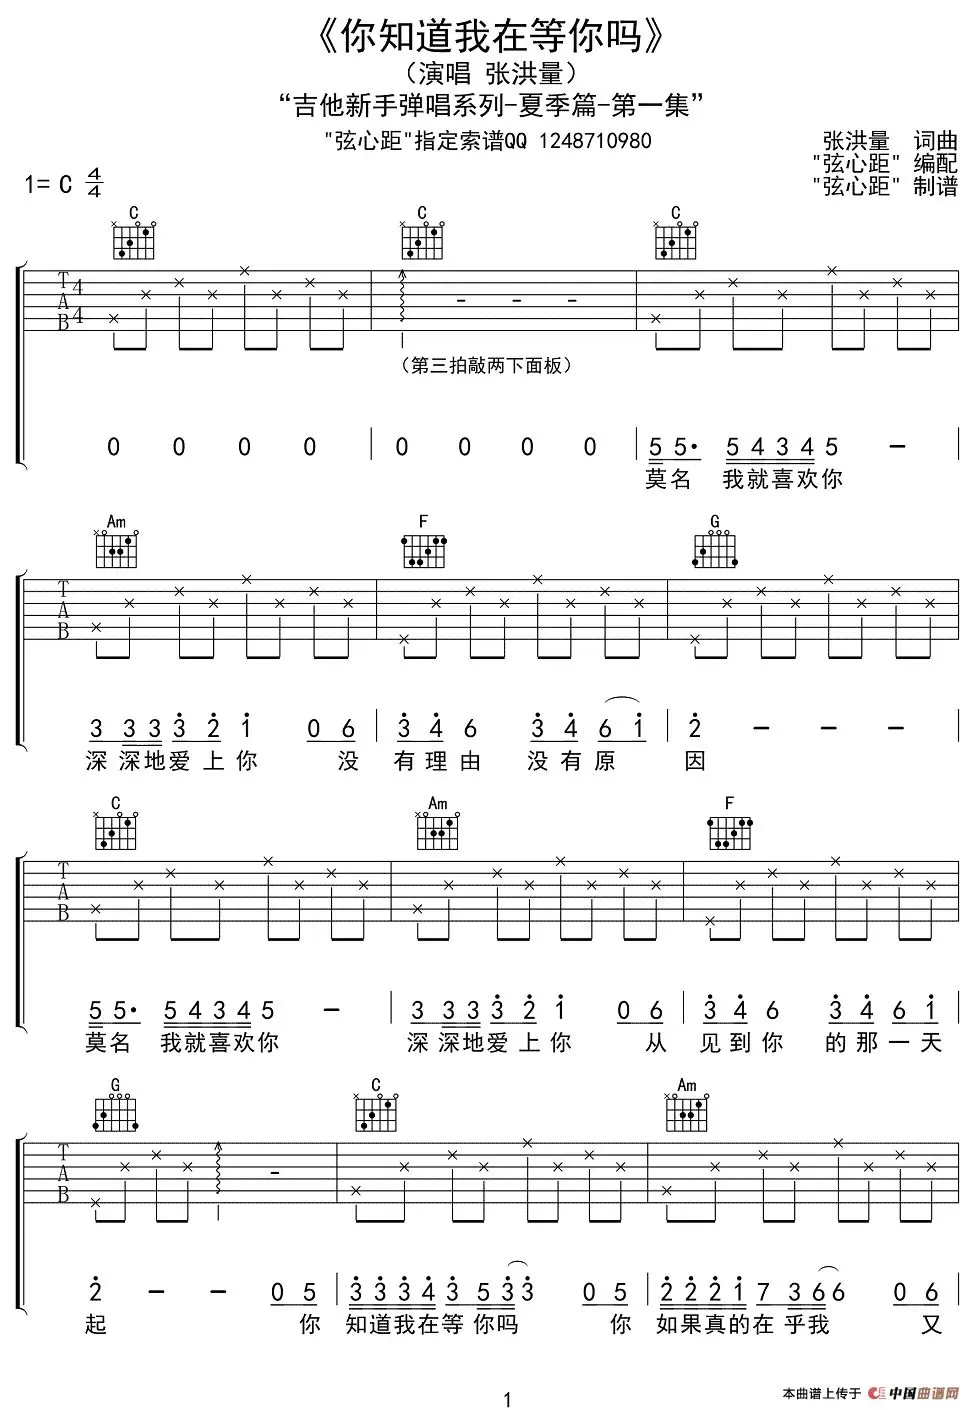 《你知道我在等你吗》
（演唱 张洪量）
“吉他新手弹唱系列-夏季篇-第一集”
"弦心距"指定索谱QQ 1248710980
张洪量 词曲
"弦心距" 编配
"弦心距" 制谱
1= C 4/4
C C C
T A B 4 4
（第三拍敲两下面板）
0 0 0 0 | 0 0 0 0 | 5 5· 5 4 3 4 5 －
莫名 我就喜欢你
Am F G
T A B
3 3 3 3 2 1 0 6 | 3 4 6 3 4 6 1 | 2 － － －
深 深地爱上你 没 有理由 没有原 因
C Am F
T A B
5 5· 5 4 3 4 5 － | 3 3 3 3 2 1 0 6 | 3 4 6 3 4 6 1
莫名 我就喜欢你 深 深地爱上你 从 见到你 的那一天
G C Am
T A B
2 － － 0 5 | 3 3 3 4 3 5 3 3 0 5 | 2 2 2 1 7 3 6 6 0 6
起 你 知道我在等 你吗 你 如果真的在 乎我 又
1
本曲谱上传于 中国曲谱网